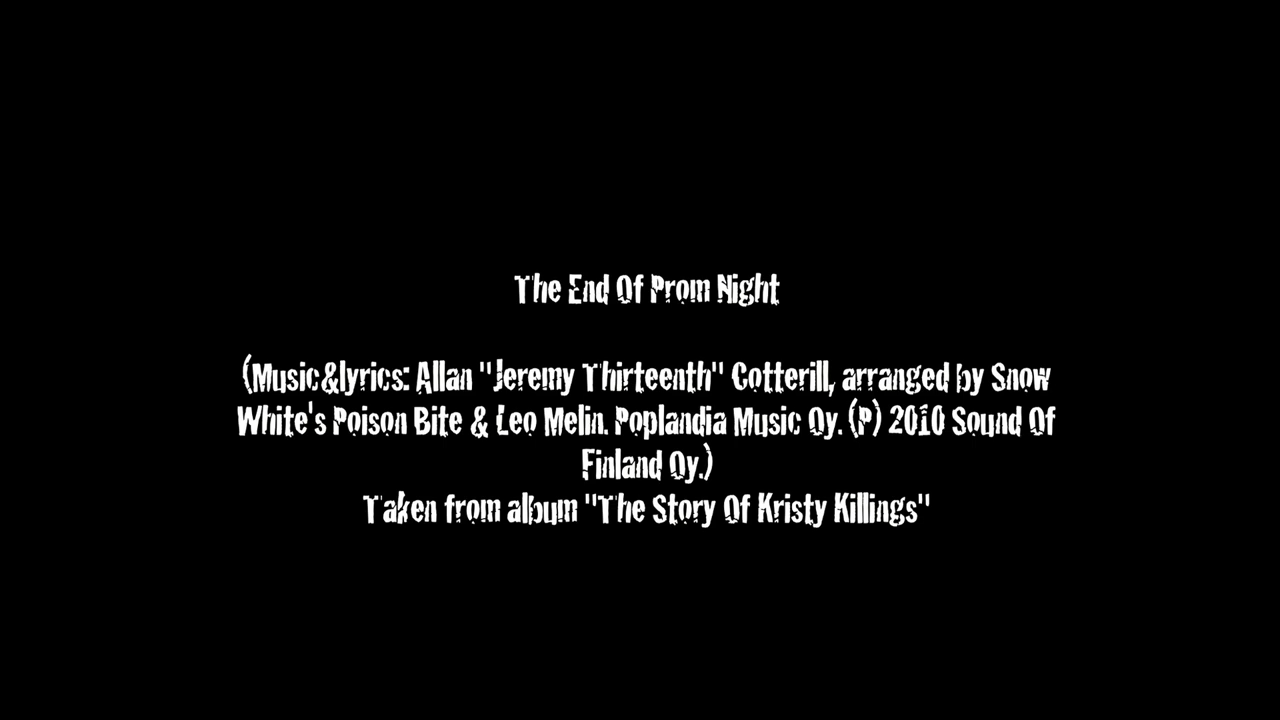 The End Of Prom Night
(Music&lyrics: Allan "Jeremy Thirteenth" Cotterill, arranged by Snow
White's Poison Bite & Leo Melin. Poplandia Music Oy. (P) 2010 Sound Of
Finland Oy.)
Taken from album "The Story Of Kristy Killings"